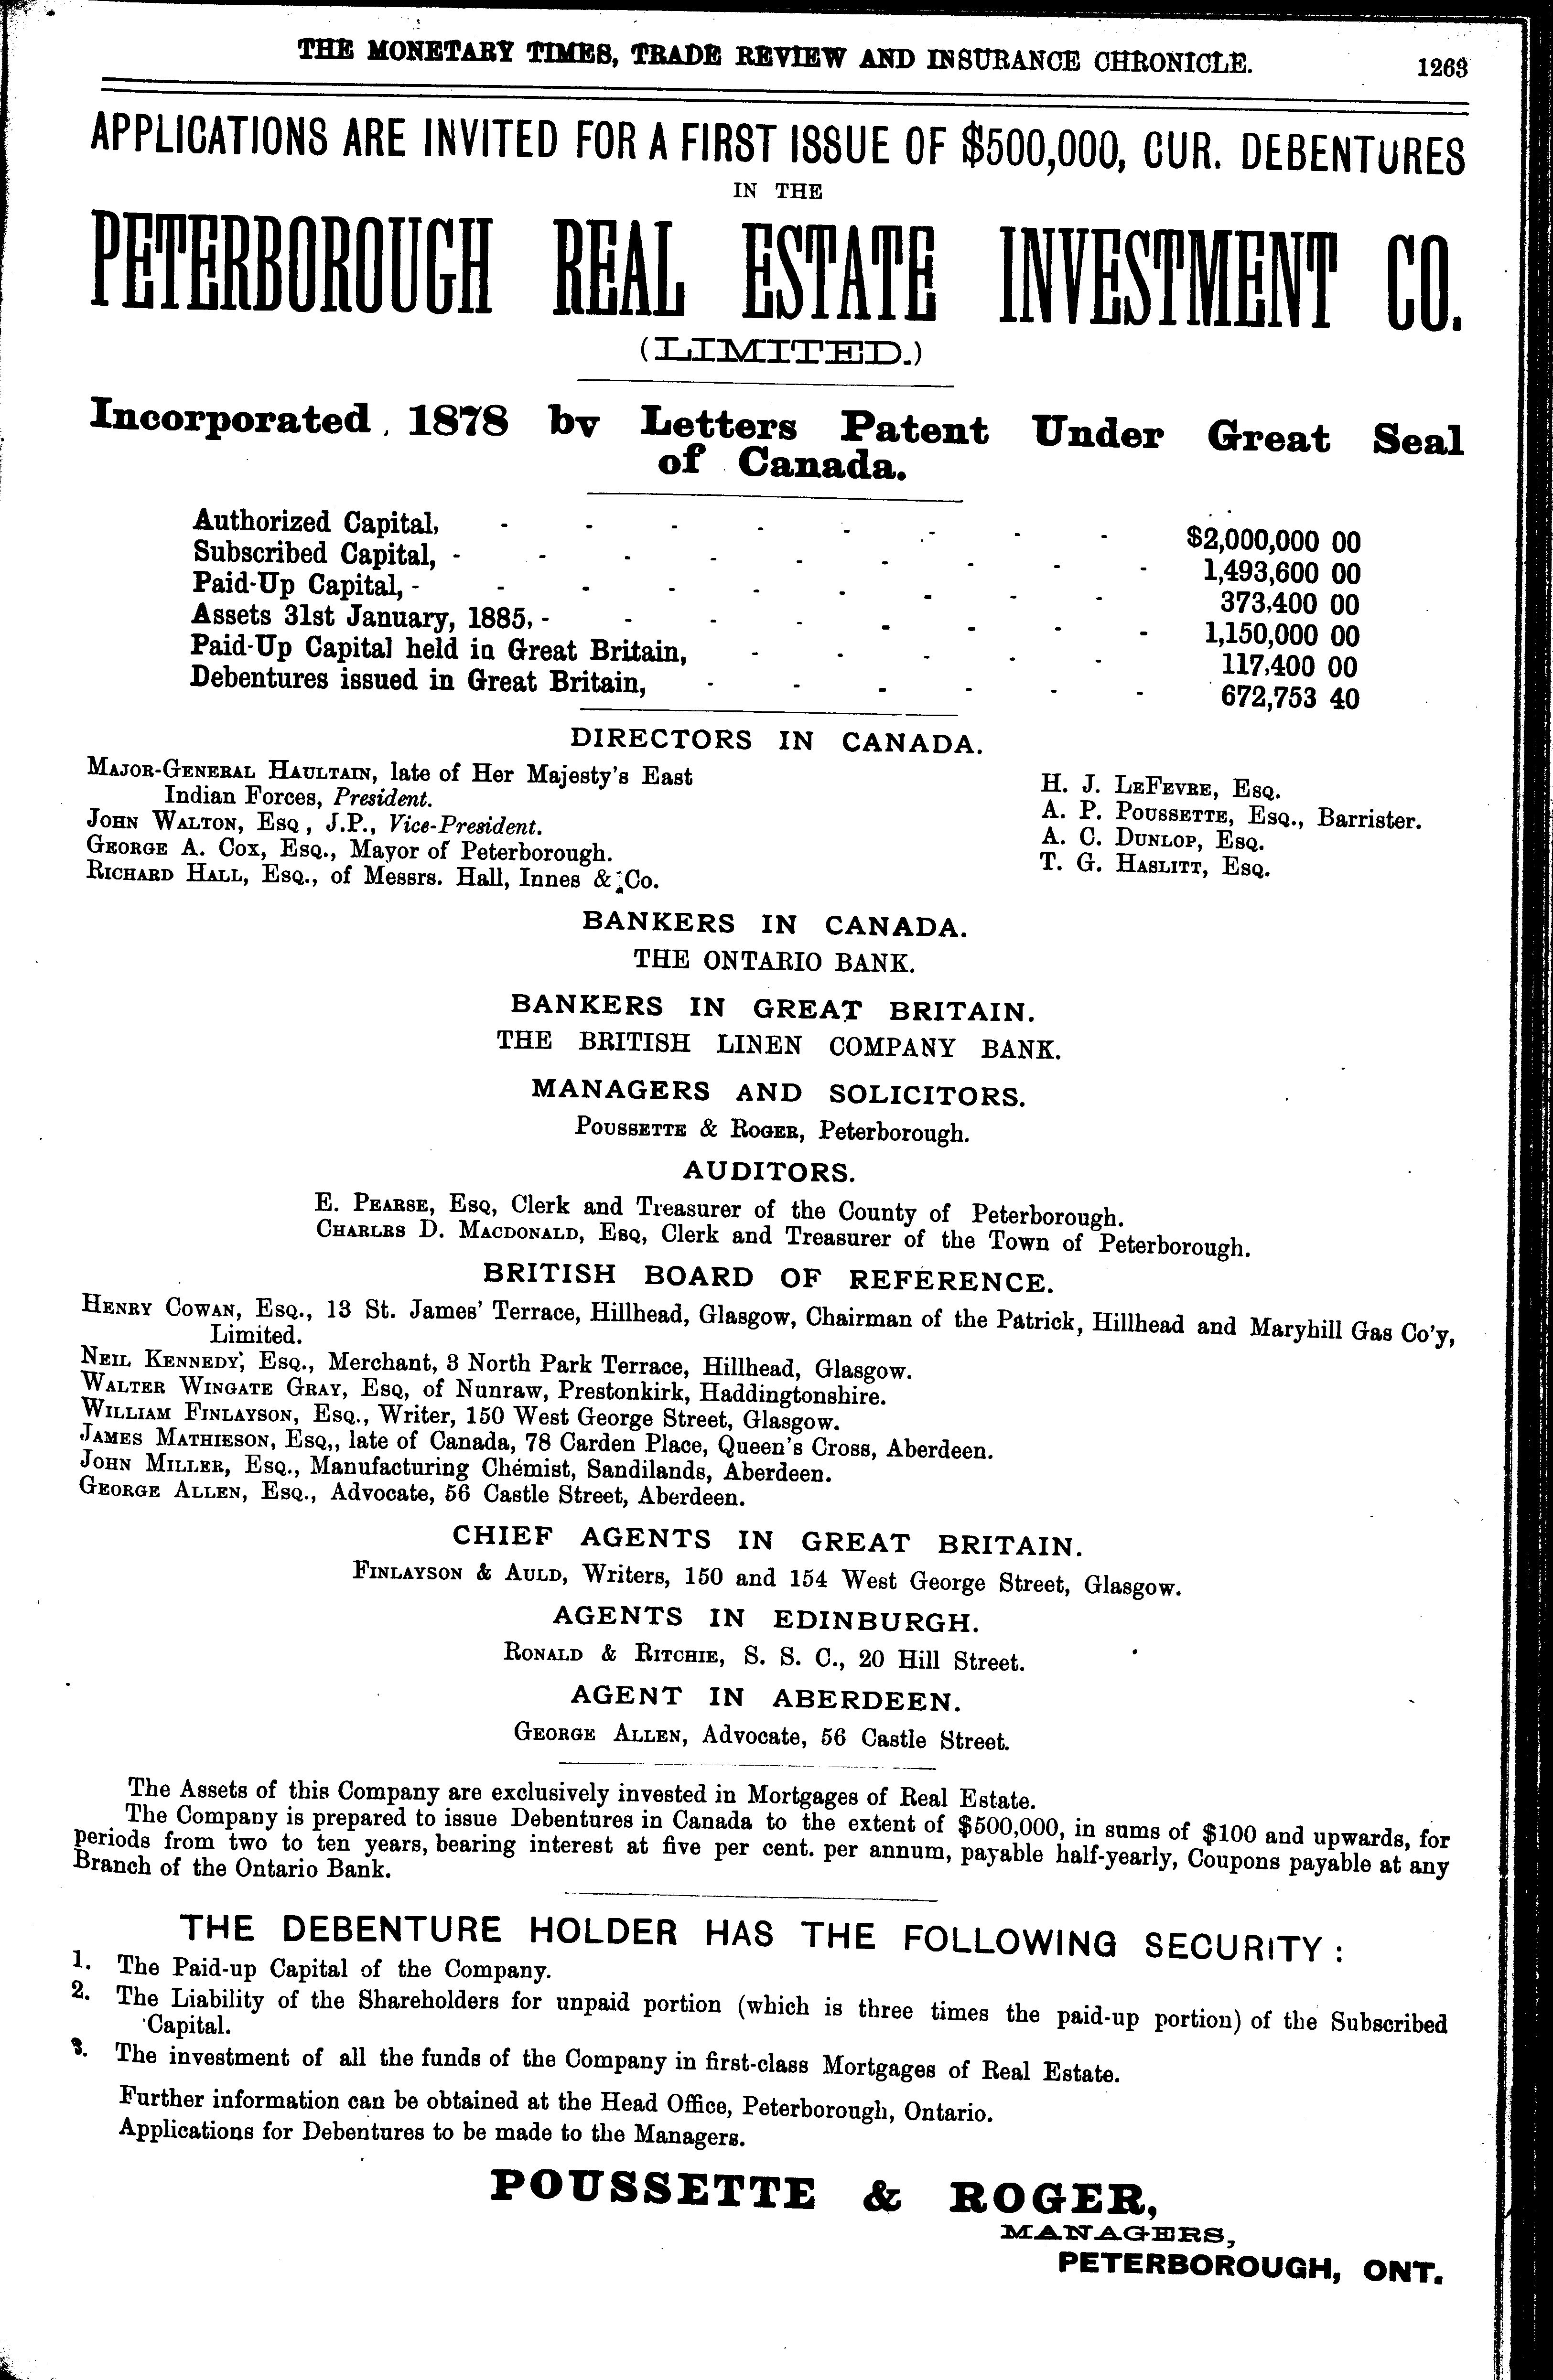 THE MONETARY TIMES, TRADE REVIEW AND INSURANCE CHRONICLE. 1263
APPLICATIONS ARE INVITED FOR A FIRST ISSUE OF $500,000, CUR. DEBENTURES
IN THE
PETERBOROUGH REAL ESTATE INVESTMENT CO.
(LIMITED.)
Incorporated, 1878 by Letters Patent Under Great Seal
of Canada.
Authorized Capital, - - - - - - - - $2,000,000 00
Subscribed Capital, - - - - - - - - - 1,493,600 00
Paid-Up Capital, - - - - - - - - - 373,400 00
Assets 31st January, 1885, - - - - - - - - 1,150,000 00
Paid-Up Capital held in Great Britain, - - - - - 117,400 00
Debentures issued in Great Britain, - - - - - - 672,753 40
DIRECTORS IN CANADA.
MAJOR-GENERAL HAULTAIN, late of Her Majesty's East
Indian Forces, President.
JOHN WALTON, ESQ, J.P., Vice-President.
GEORGE A. COX, ESQ., Mayor of Peterborough.
RICHARD HALL, ESQ., of Messrs. Hall, Innes & Co.
H. J. LEFEVRE, ESQ.
A. P. POUSSETTE, ESQ., Barrister.
A. C. DUNLOP, ESQ.
T. G. HASLITT, ESQ.
BANKERS IN CANADA.
THE ONTARIO BANK.
BANKERS IN GREAT BRITAIN.
THE BRITISH LINEN COMPANY BANK.
MANAGERS AND SOLICITORS.
POUSSETTE & ROGER, Peterborough.
AUDITORS.
E. PEARSE, ESQ, Clerk and Treasurer of the County of Peterborough.
CHARLES D. MACDONALD, ESQ, Clerk and Treasurer of the Town of Peterborough.
BRITISH BOARD OF REFERENCE.
HENRY COWAN, ESQ., 13 St. James' Terrace, Hillhead, Glasgow, Chairman of the Patrick, Hillhead and Maryhill Gas Co'y,
Limited.
NEIL KENNEDY, ESQ., Merchant, 3 North Park Terrace, Hillhead, Glasgow.
WALTER WINGATE GRAY, ESQ, of Nunraw, Prestonkirk, Haddingtonshire.
WILLIAM FINLAYSON, ESQ., Writer, 150 West George Street, Glasgow.
JAMES MATHIESON, ESQ,, late of Canada, 78 Carden Place, Queen's Cross, Aberdeen.
JOHN MILLER, ESQ., Manufacturing Chemist, Sandilands, Aberdeen.
GEORGE ALLEN, ESQ., Advocate, 56 Castle Street, Aberdeen.
CHIEF AGENTS IN GREAT BRITAIN.
FINLAYSON & AULD, Writers, 150 and 154 West George Street, Glasgow.
AGENTS IN EDINBURGH.
RONALD & RITCHIE, S. S. C., 20 Hill Street.
AGENT IN ABERDEEN.
GEORGE ALLEN, Advocate, 56 Castle Street.
The Assets of this Company are exclusively invested in Mortgages of Real Estate.
The Company is prepared to issue Debentures in Canada to the extent of $500,000, in sums of $100 and upwards, for
periods from two to ten years, bearing interest at five per cent. per annum, payable half-yearly, Coupons payable at any
Branch of the Ontario Bank.
THE DEBENTURE HOLDER HAS THE FOLLOWING SECURITY:
1. The Paid-up Capital of the Company.
2. The Liability of the Shareholders for unpaid portion (which is three times the paid-up portion) of the Subscribed
Capital.
3. The investment of all the funds of the Company in first-class Mortgages of Real Estate.
Further information can be obtained at the Head Office, Peterborough, Ontario.
Applications for Debentures to be made to the Managers.
POUSSETTE & ROGER,
MANAGERS,
PETERBOROUGH, ONT.